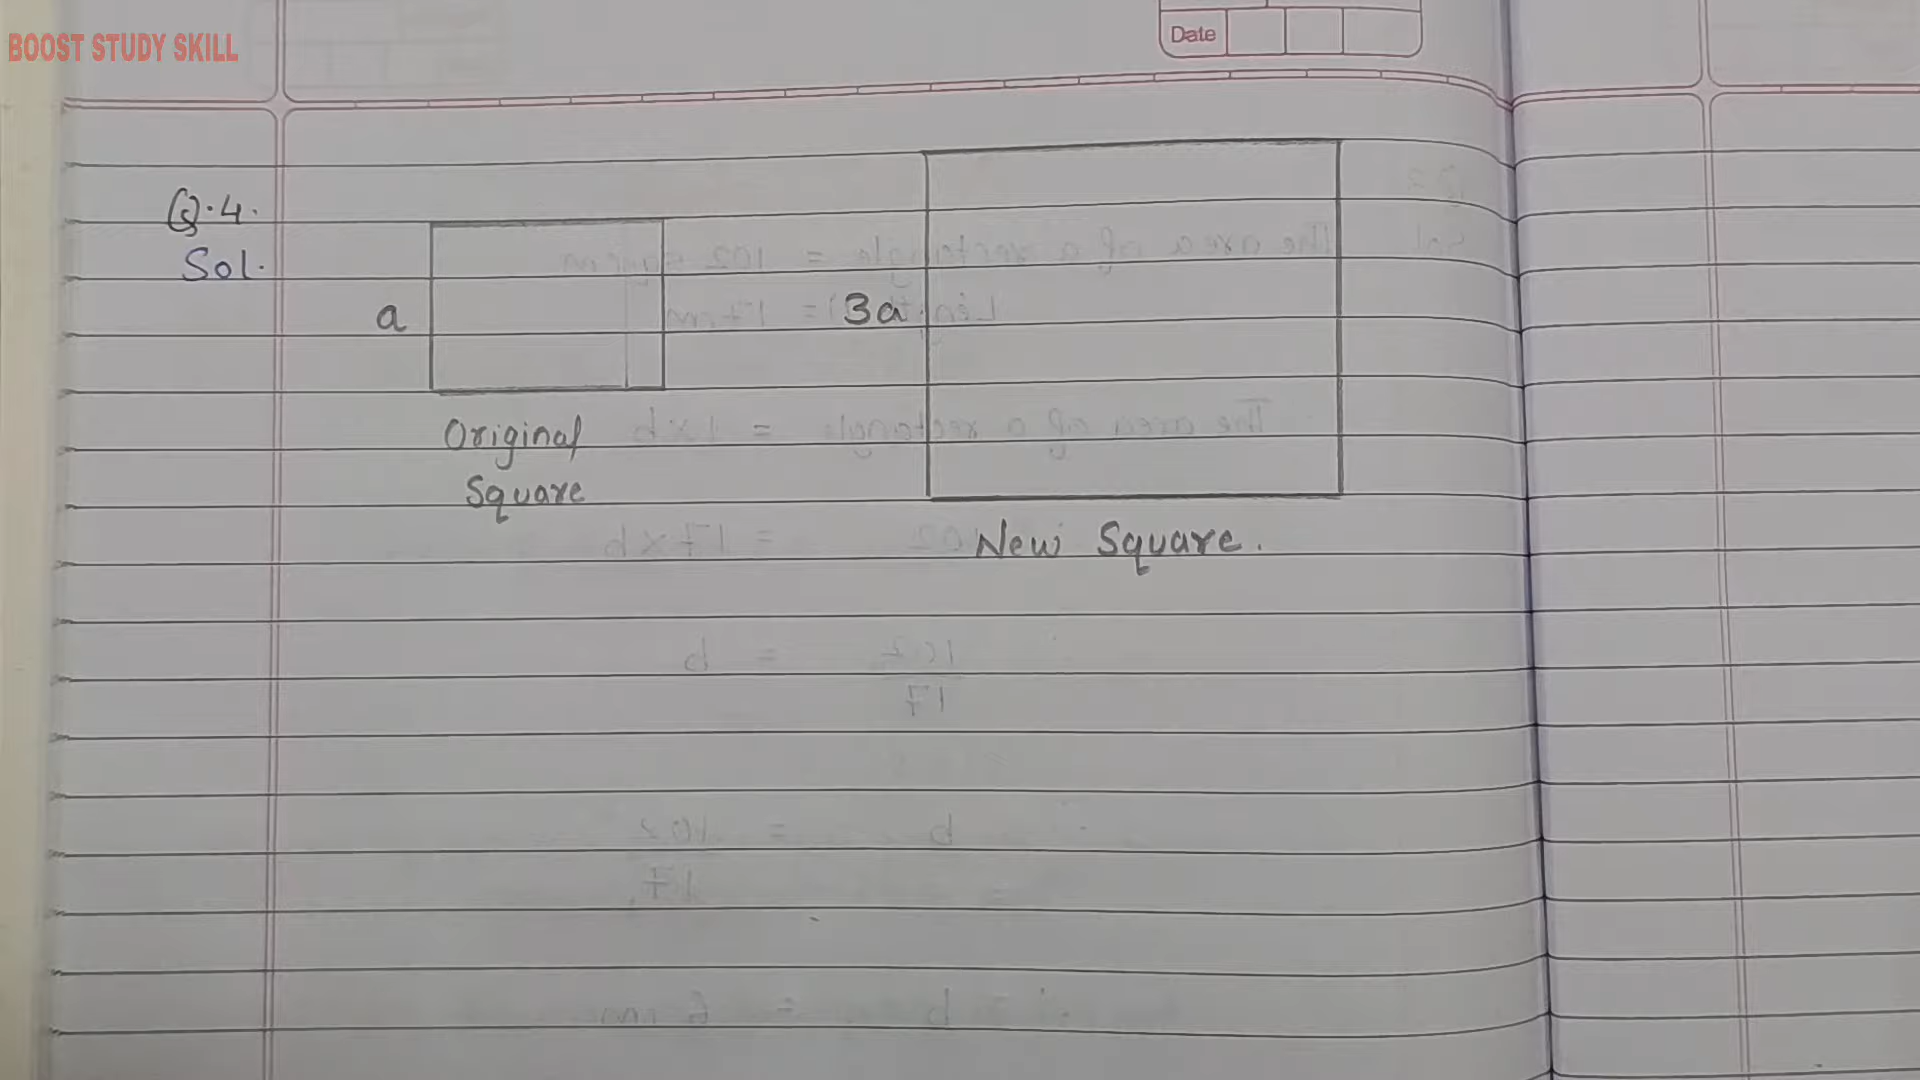 BOOST STUDY SKILL
Date
Q.4.
Sol.
a
3a
Original
Square
New Square.